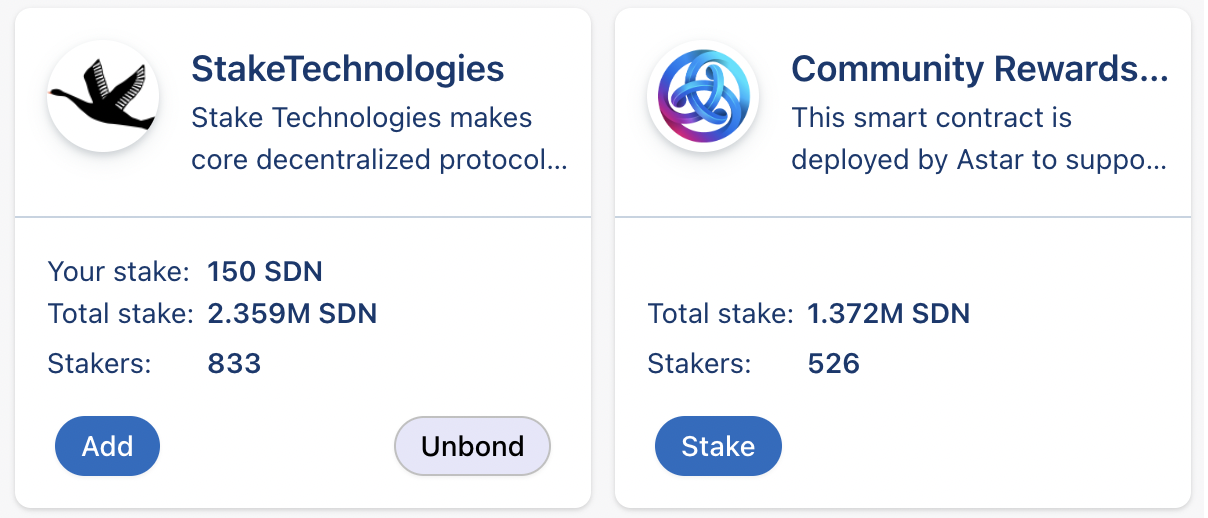 StakeTechnologies
Stake Technologies makes
core decentralized protocol...
Your stake: 150 SDN
Total stake: 2.359M SDN
Stakers: 833
Add Unbond
Community Rewards...
This smart contract is
deployed by Astar to suppo...
Total stake: 1.372M SDN
Stakers: 526
Stake